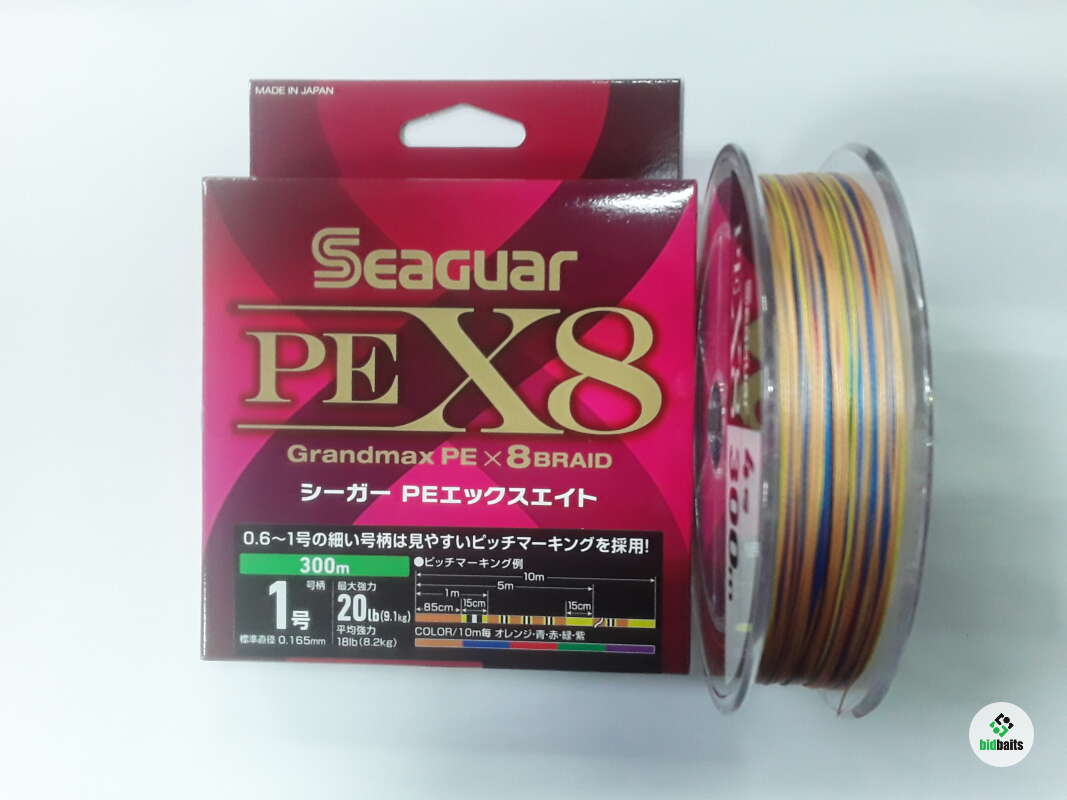 MADE IN JAPAN
Seaguar
PE X8
Grandmax PE×8BRAID
シーガー PEエックスエイト
0.6〜1号の細い号柄は見やすいピッチマーキングを採用!
300m
号柄
1号
標準直径 0.165mm
最大強力
20lb(9.1kg)
平均強力
18lb(8.2kg)
●ピッチマーキング例
10m
5m
1m
85cm
15cm
15cm
COLOR/10m毎 オレンジ・青・赤・緑・紫
300m
bidbaits